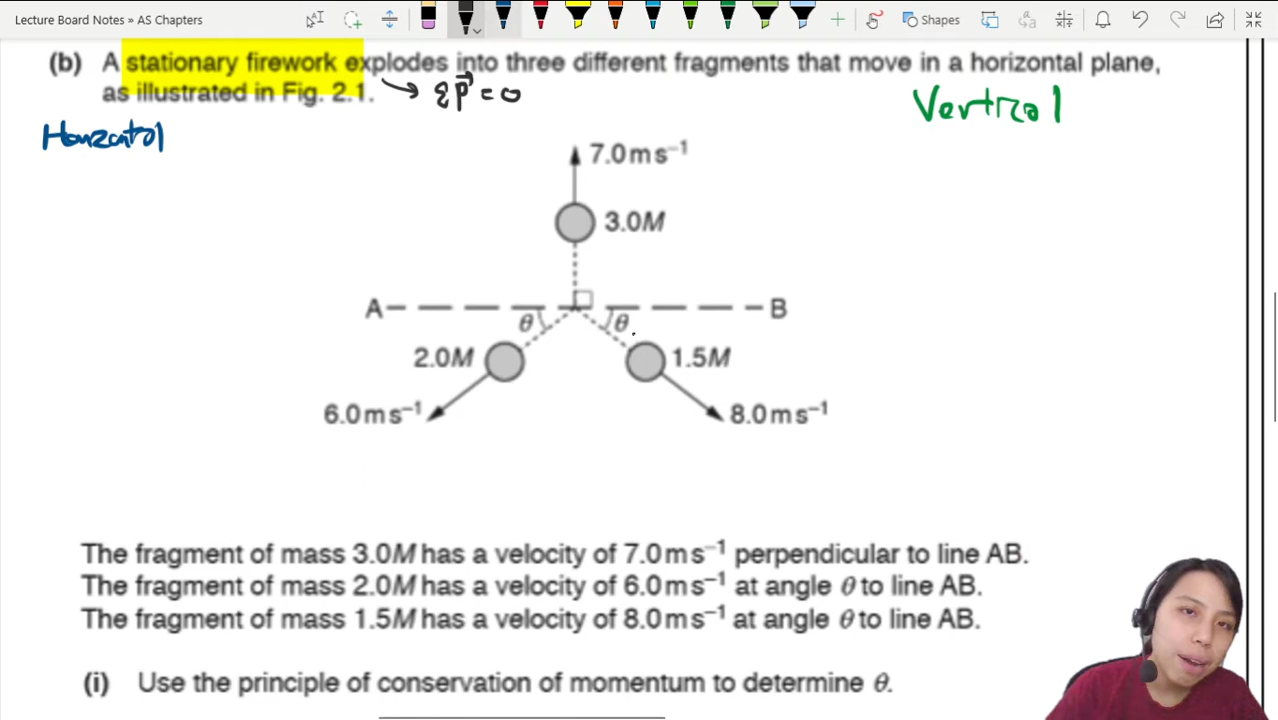 Lecture Board Notes » AS Chapters
Shapes
(b) A stationary firework explodes into three different fragments that move in a horizontal plane,
as illustrated in Fig. 2.1.
Σp⃗ = 0
Vertical
Horizontal
7.0 m s⁻¹
3.0M
A
B
θ
θ
2.0M
1.5M
6.0 m s⁻¹
8.0 m s⁻¹
The fragment of mass 3.0M has a velocity of 7.0 m s⁻¹ perpendicular to line AB.
The fragment of mass 2.0M has a velocity of 6.0 m s⁻¹ at angle θ to line AB.
The fragment of mass 1.5M has a velocity of 8.0 m s⁻¹ at angle θ to line AB.
(i) Use the principle of conservation of momentum to determine θ.